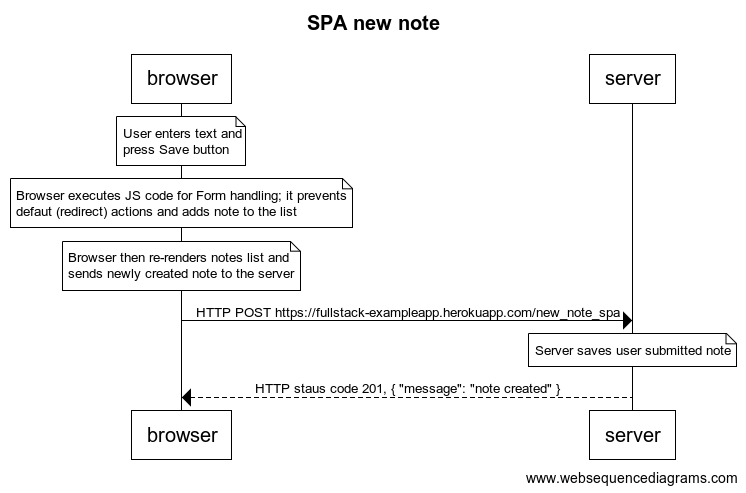 SPA new note
browser
server
User enters text and
press Save button
Browser executes JS code for Form handling; it prevents
defaut (redirect) actions and adds note to the list
Browser then re-renders notes list and
sends newly created note to the server
HTTP POST https://fullstack-exampleapp.herokuapp.com/new_note_spa
Server saves user submitted note
HTTP staus code 201, { "message": "note created" }
browser
server
www.websequencediagrams.com